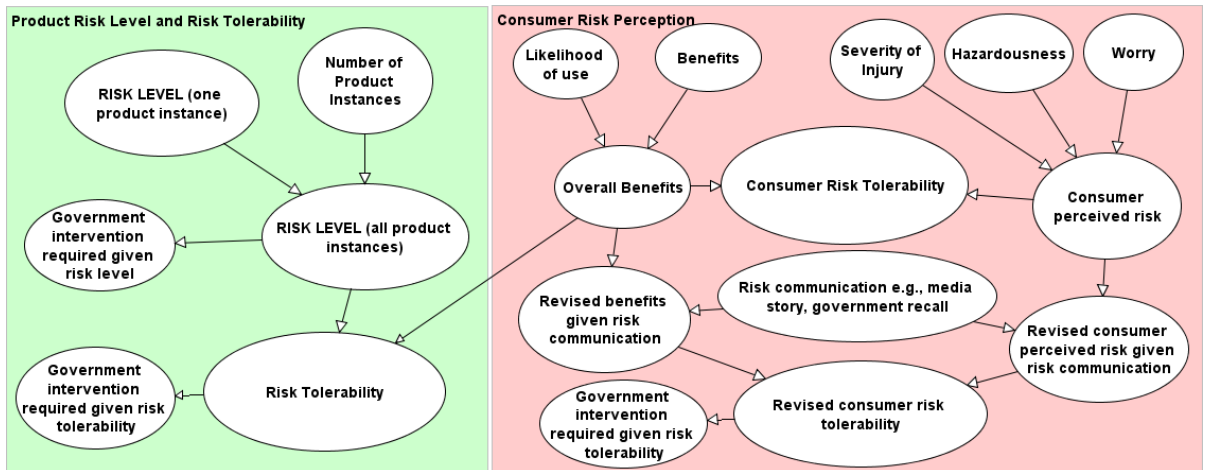 Product Risk Level and Risk Tolerability
RISK LEVEL (one
product instance)
Number of
Product
Instances
Government
intervention
required given
risk level
RISK LEVEL (all product
instances)
Government
intervention
required given risk
tolerability
Risk Tolerability
Consumer Risk Perception
Likelihood
of use
Benefits
Severity of
Injury
Hazardousness
Worry
Overall Benefits
Consumer Risk Tolerability
Consumer
perceived risk
Revised benefits
given risk
communication
Risk communication e.g., media
story, government recall
Revised consumer
perceived risk given
risk communication
Government
intervention
required given risk
tolerability
Revised consumer risk
tolerability